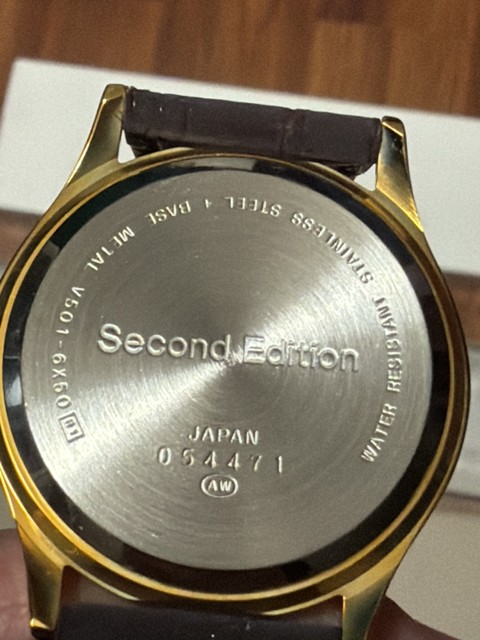 WATER RESISTANT STAINLESS STEEL + BASE METAL V501-6X50
Second Edition
JAPAN
054471
AW